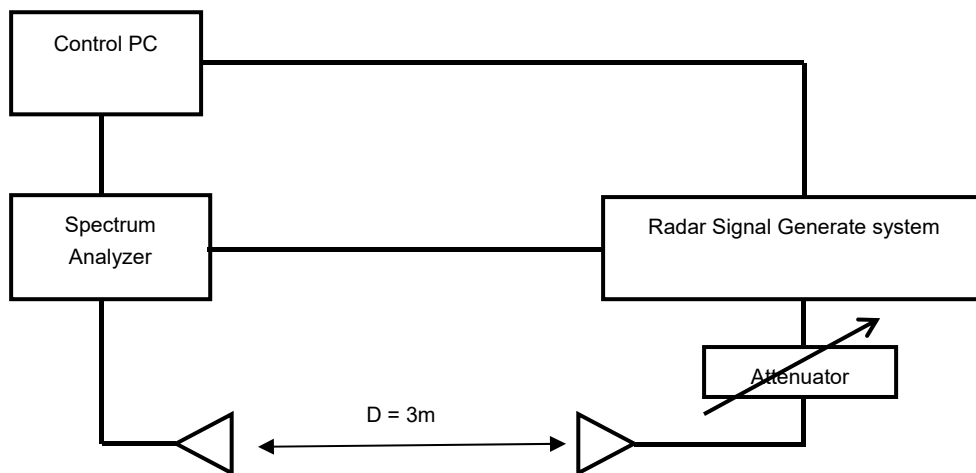 Control PC
Spectrum
Analyzer
Radar Signal Generate system
Attenuator
D = 3m